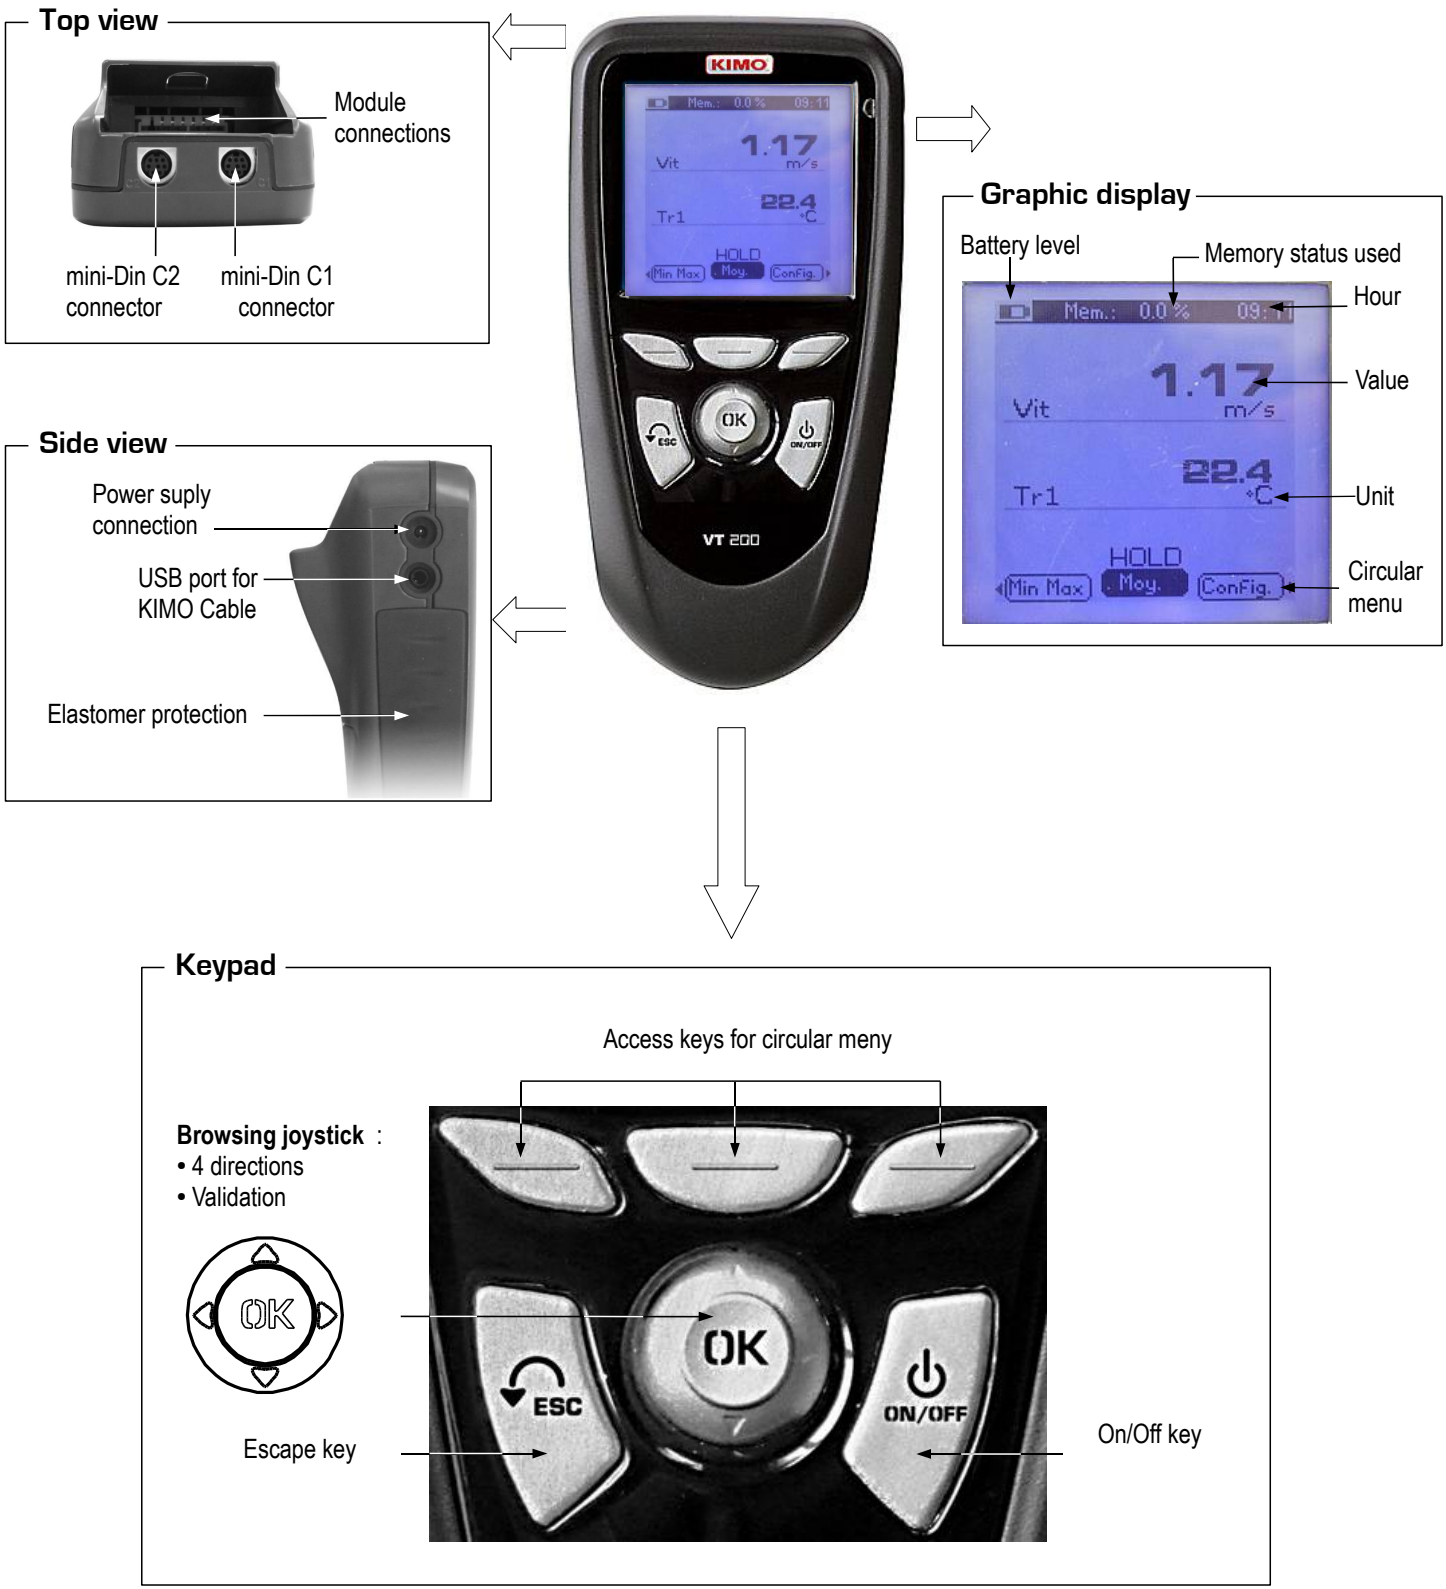 Top view
Module
connections
C2
C1
mini-Din C2
connector
mini-Din C1
connector
Side view
Power suply
connection
USB port for
KIMO Cable
Elastomer protection
KIMO
Mem.: 0.0 % 09:11
1.17
Vit m/s
22.4
Tr1 °C
HOLD
Min Max Moy. Config.
OK
ESC
ON/OFF
VT 200
Graphic display
Battery level
Memory status used
Hour
Mem.: 0.0 % 09:11
1.17
Value
Vit m/s
22.4
Tr1 °C
Unit
HOLD
Min Max . Moy. Config.
Circular
menu
Keypad
Access keys for circular meny
Browsing joystick :
• 4 directions
• Validation
OK
OK
ESC
ON/OFF
Escape key
On/Off key